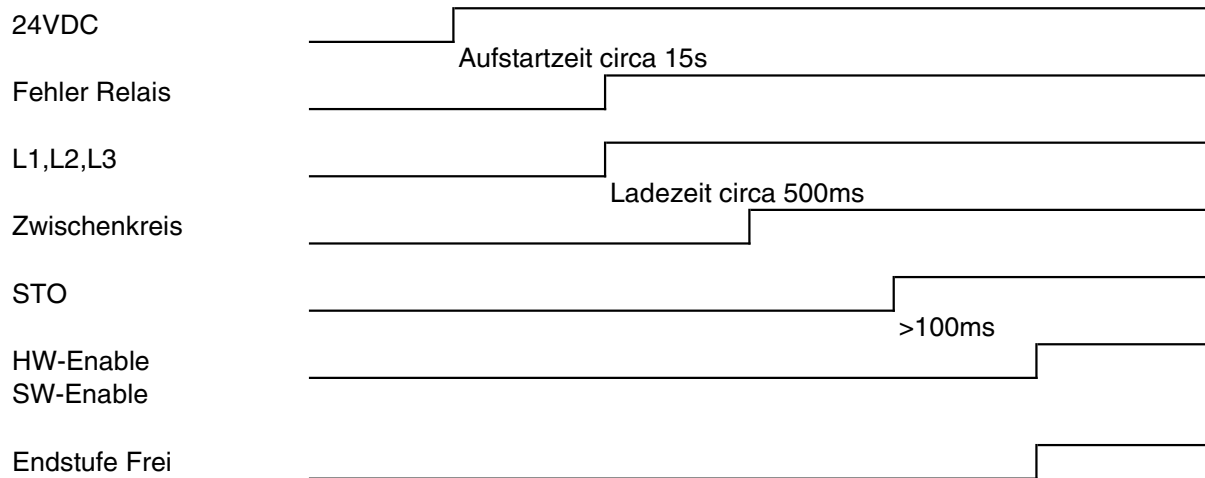 24VDC
Aufstartzeit circa 15s
Fehler Relais
L1,L2,L3
Ladezeit circa 500ms
Zwischenkreis
STO
>100ms
HW-Enable
SW-Enable
Endstufe Frei